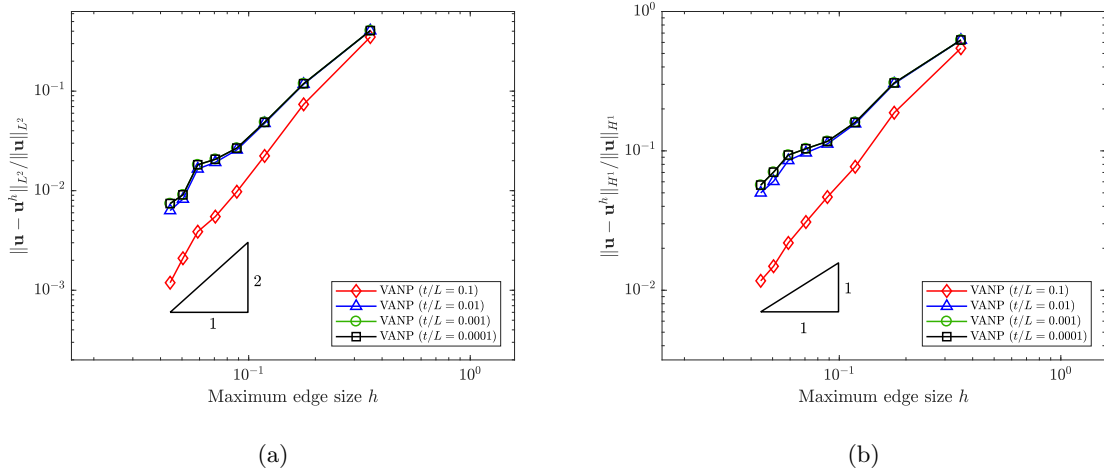 ‖u − u^h‖_{L^2}/‖u‖_{L^2}
10^{-1}
10^{-2}
10^{-3}
2
1
VANP (t/L = 0.1)
VANP (t/L = 0.01)
VANP (t/L = 0.001)
VANP (t/L = 0.0001)
10^{-1}
10^{0}
Maximum edge size h
(a)
‖u − u^h‖_{H^1}/‖u‖_{H^1}
10^{0}
10^{-1}
10^{-2}
1
1
VANP (t/L = 0.1)
VANP (t/L = 0.01)
VANP (t/L = 0.001)
VANP (t/L = 0.0001)
10^{-1}
10^{0}
Maximum edge size h
(b)